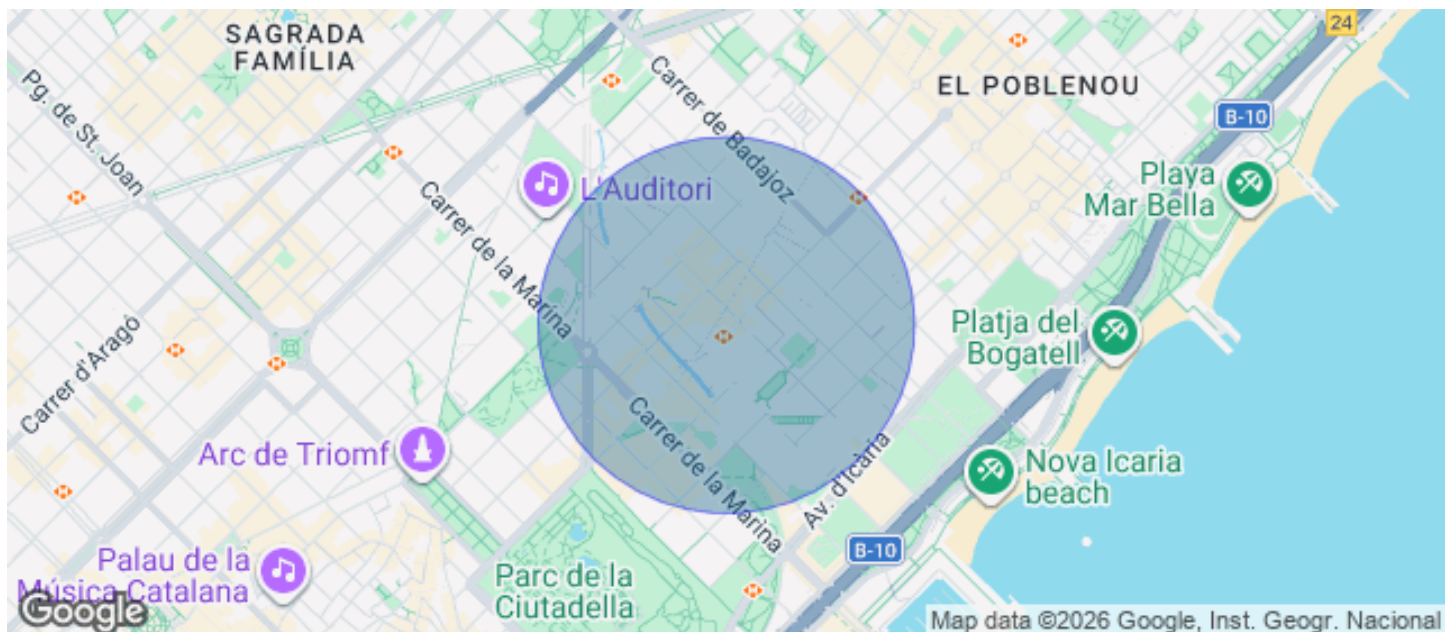 SAGRADA
FAMÍLIA
24
Carrer de Badajoz
EL POBLENOU
B-10
Pg. de St. Joan
Playa
Mar Bella
L'Auditori
Carrer de la Marina
Carrer d'Aragó
Platja del
Bogatell
Arc de Triomf
Carrer de la Marina
Av. d'Icària
Nova Icaria
beach
B-10
Palau de la
Música Catalana
Parc de la
Ciutadella
Google
Map data ©2026 Google, Inst. Geogr. Nacional